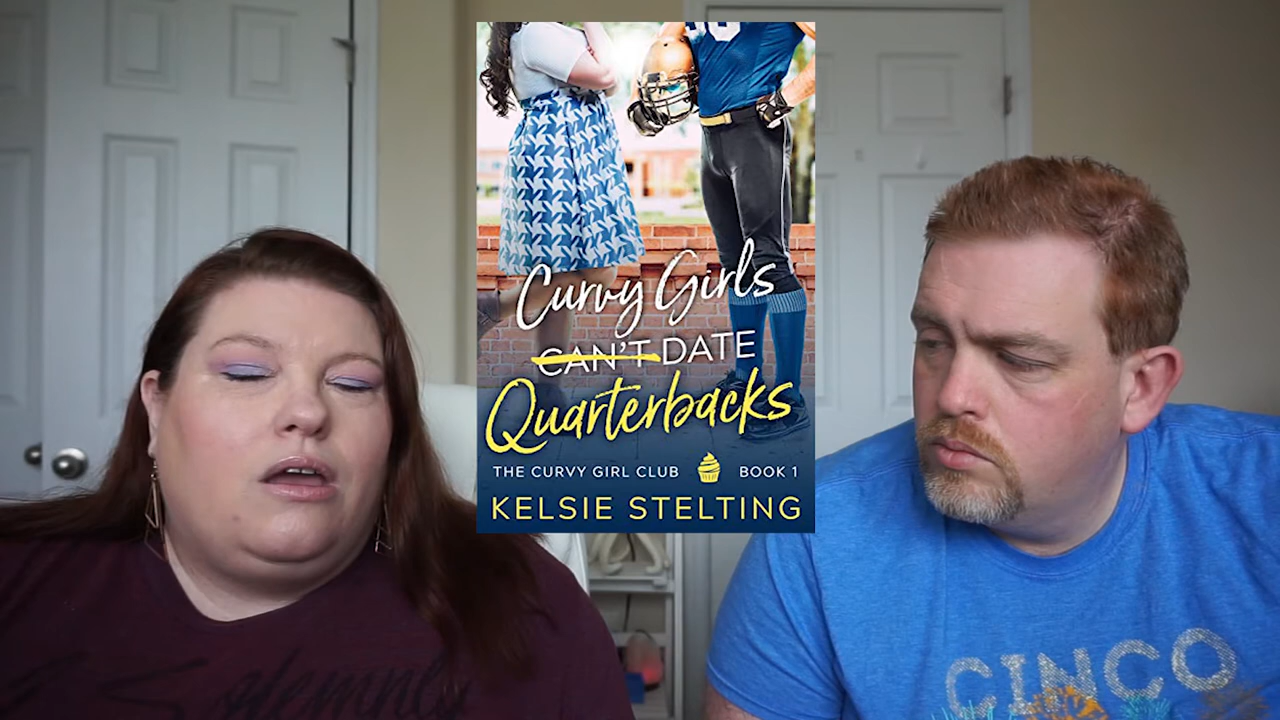 Curvy Girls
CAN'T DATE
Quarterbacks
THE CURVY GIRL CLUB BOOK 1
KELSIE STELTING
CINCO